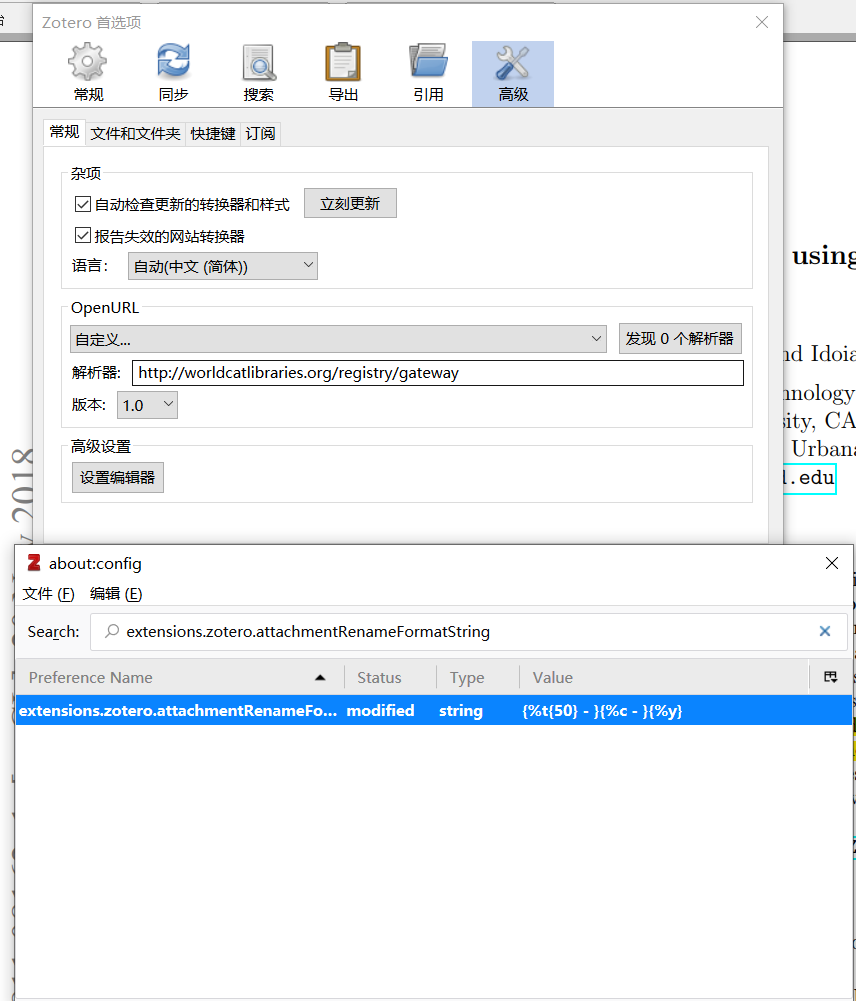 台
Zotero 首选项
常规 同步 搜索 导出 引用 高级
常规 文件和文件夹 快捷键 订阅
杂项
自动检查更新的转换器和样式 立刻更新
报告失效的网站转换器
语言： 自动(中文 (简体))
using
OpenURL
自定义... 发现 0 个解析器
nd Idoia
解析器: http://worldcatlibraries.org/registry/gateway
hnology
版本: 1.0
sity, CA
高级设置
Urbana
设置编辑器
l.edu
2018
about:config
文件 (F) 编辑 (E)
Search: extensions.zotero.attachmentRenameFormatString
Preference Name Status Type Value
extensions.zotero.attachmentRenameFo... modified string {%t{50} - }{%c - }{%y}